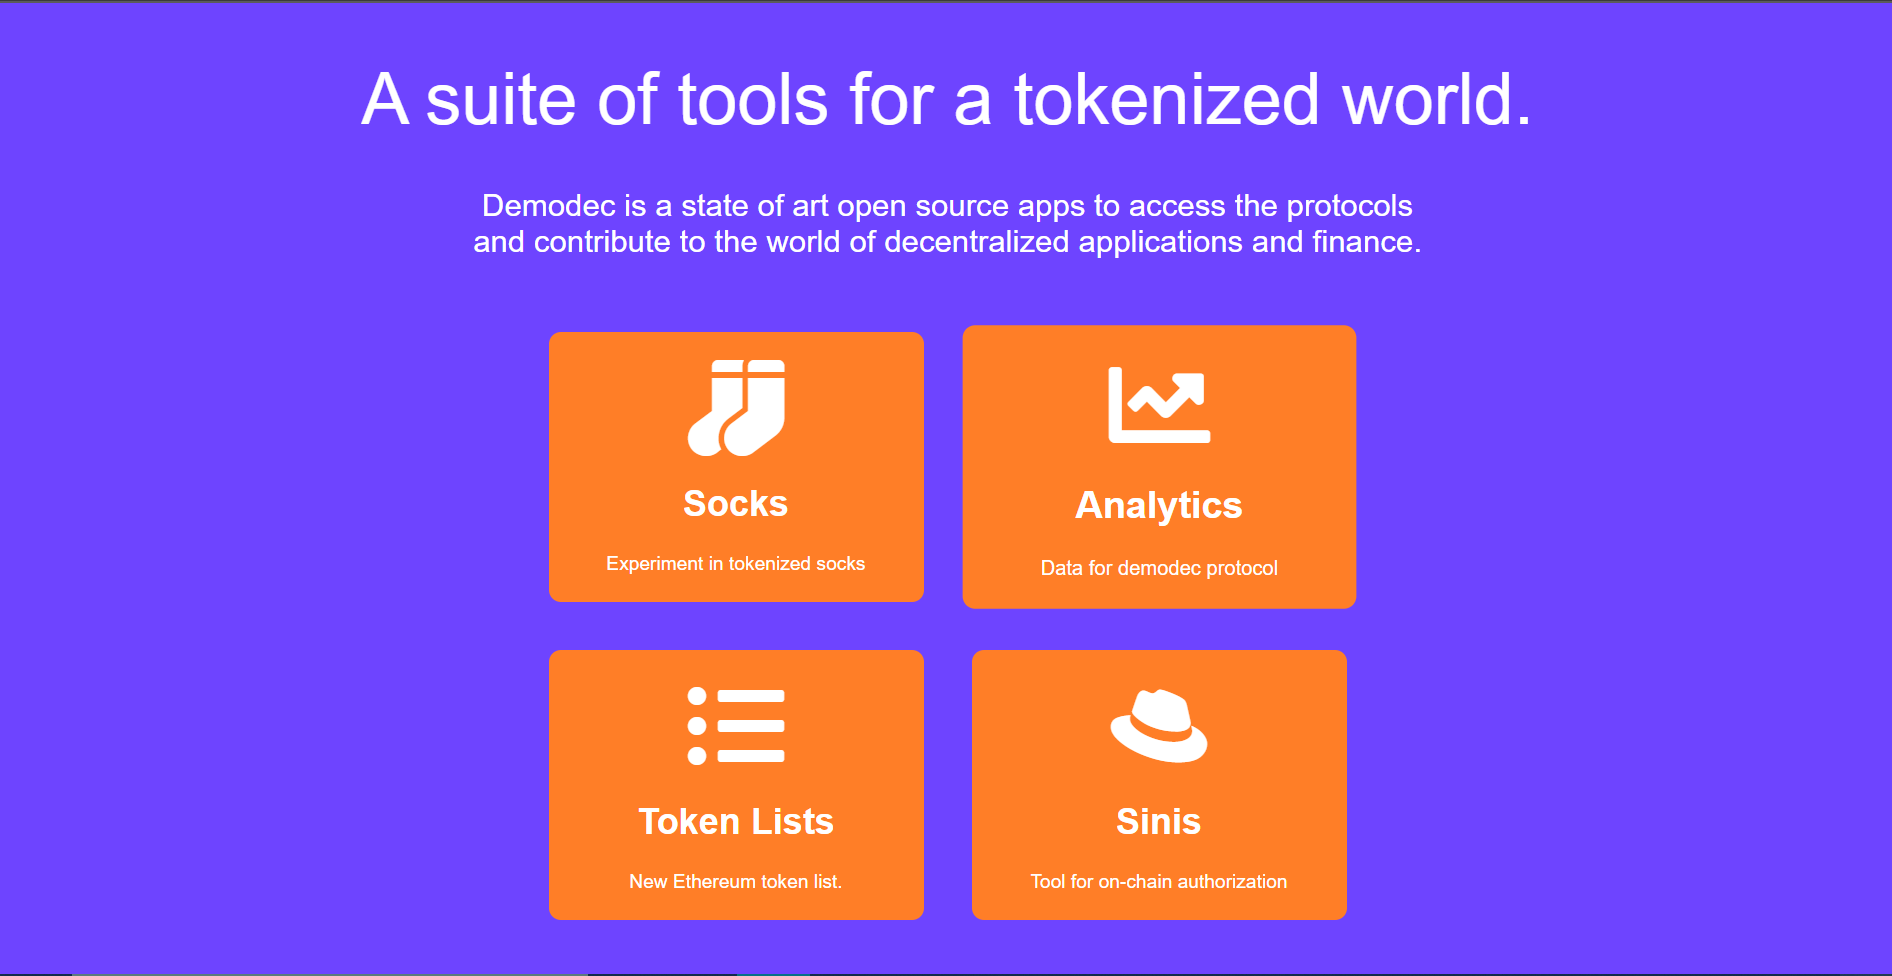 A suite of tools for a tokenized world.
Demodec is a state of art open source apps to access the protocols
and contribute to the world of decentralized applications and finance.
Socks
Experiment in tokenized socks
Analytics
Data for demodec protocol
Token Lists
New Ethereum token list.
Sinis
Tool for on-chain authorization